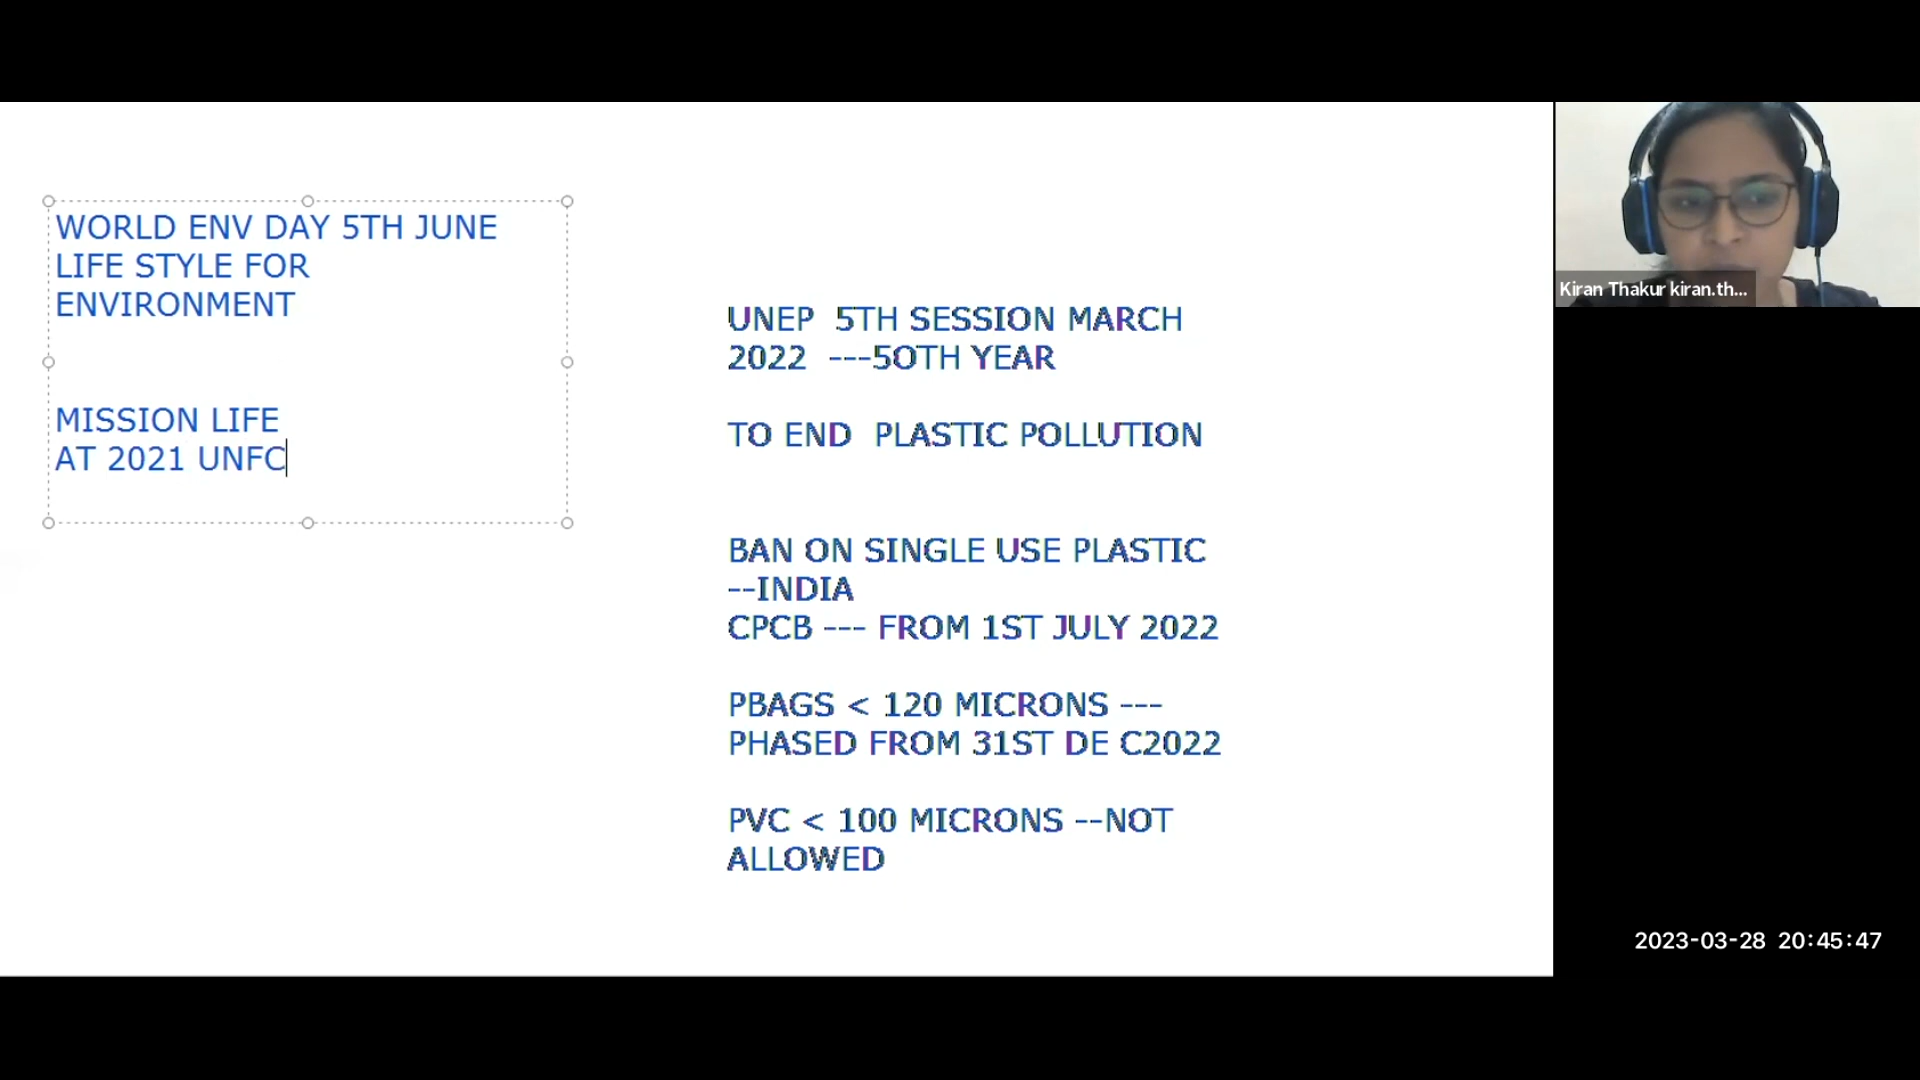 WORLD ENV DAY 5TH JUNE
LIFE STYLE FOR
ENVIRONMENT
MISSION LIFE
AT 2021 UNFC
UNEP  5TH SESSION MARCH
2022  ---5OTH YEAR
TO END  PLASTIC POLLUTION
BAN ON SINGLE USE PLASTIC
--INDIA
CPCB --- FROM 1ST JULY 2022
PBAGS < 120 MICRONS ---
PHASED FROM 31ST DE C2022
PVC < 100 MICRONS --NOT
ALLOWED
Kiran Thakur kiran.th...
2023-03-28 20:45:47